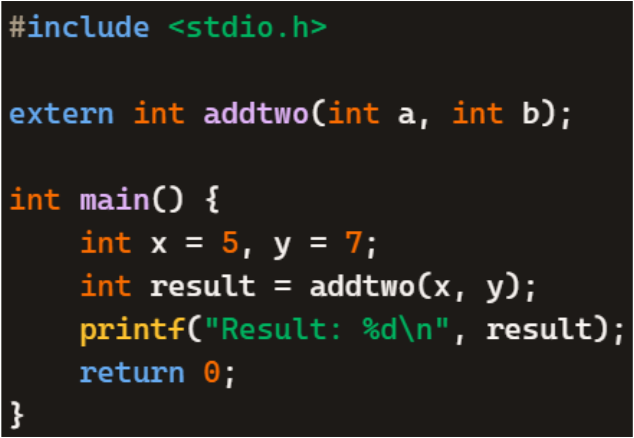 #include <stdio.h>
extern int addtwo(int a, int b);
int main() {
    int x = 5, y = 7;
    int result = addtwo(x, y);
    printf("Result: %d\n", result);
    return 0;
}